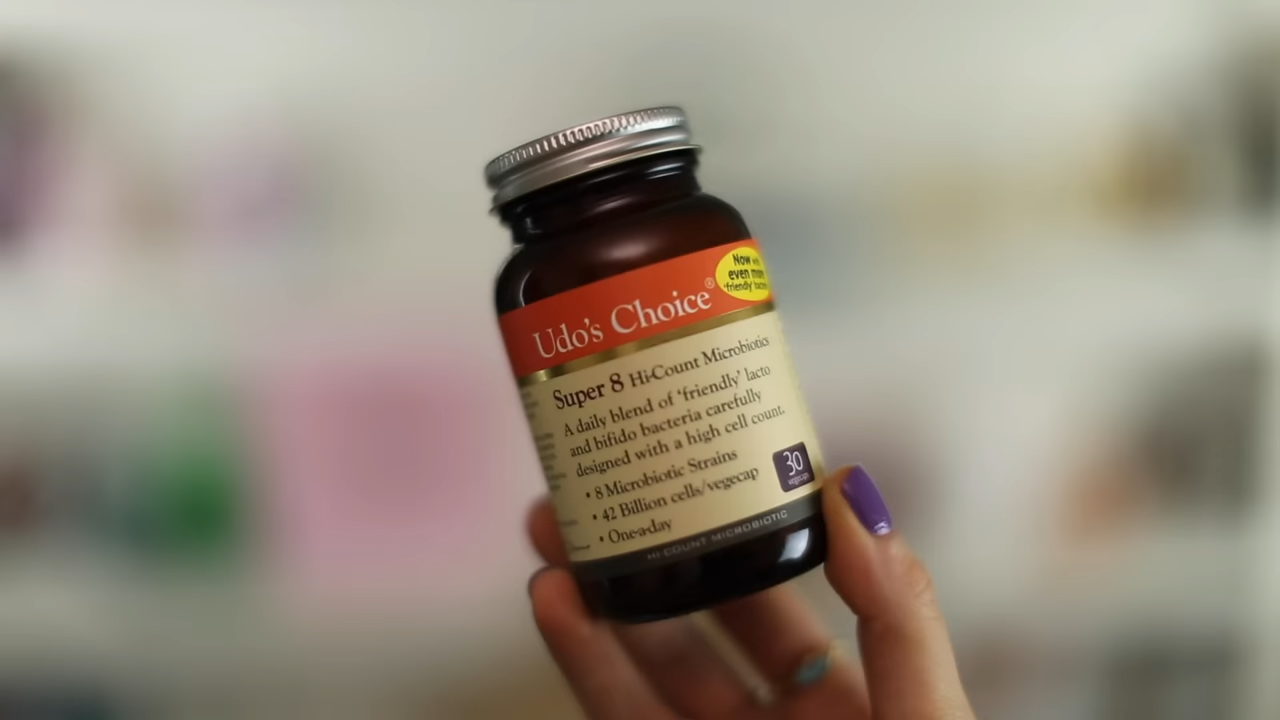 Now with
even more
'friendly' bacteria
Udo's Choice®
Super 8 Hi-Count Microbiotics
A daily blend of 'friendly' lacto
and bifido bacteria carefully
designed with a high cell count.
• 8 Microbiotic Strains
• 42 Billion cells/vegecap
• One-a-day
30
vegecaps
HI-COUNT MICROBIOTIC